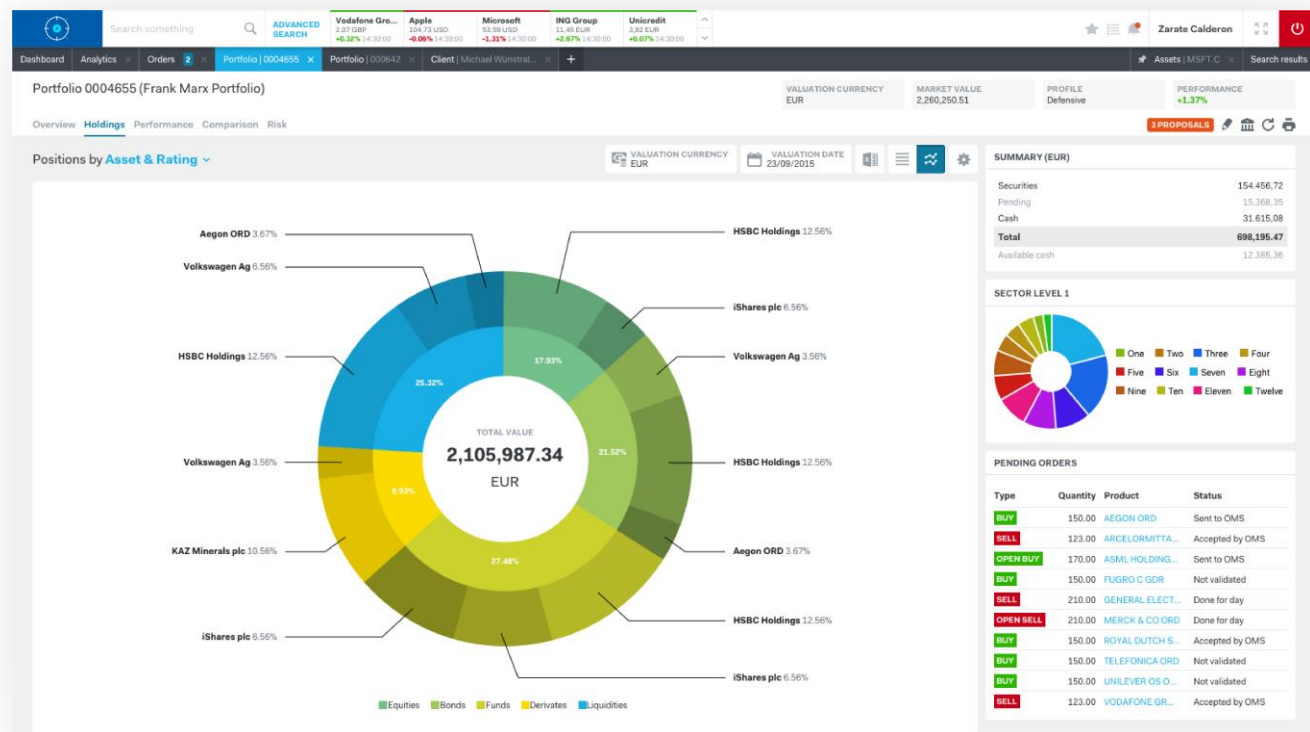 Search something
ADVANCED
SEARCH
Vodafone Gro...
2.07 GBP
+0.32% 14:30:00
Apple
104,73 USD
-0.06% 14:30:00
Microsoft
53.59 USD
-1.31% 14:30:00
ING Group
11,45 EUR
+2.67% 14:30:00
Unicredit
3,82 EUR
+0.07% 14:30:00
Zarate Calderon
Dashboard Analytics × Orders 2 × Portfolio | 0004655 × Portfolio | 000642 × Client | Michael Wünstral... × + Assets | MSFT.C × Search results
Portfolio 0004655 (Frank Marx Portfolio)
VALUATION CURRENCY
EUR
MARKET VALUE
2,260,250.51
PROFILE
Defensive
PERFORMANCE
+1.37%
Overview Holdings Performance Comparison Risk
3 PROPOSALS
Positions by Asset & Rating
VALUATION CURRENCY
EUR
VALUATION DATE
23/09/2015
Aegon ORD 3.67%
Volkswagen Ag 6.56%
HSBC Holdings 12.56%
Volkswagen Ag 3.56%
KAZ Minerals plc 10.56%
iShares plc 6.56%
HSBC Holdings 12.56%
iShares plc 6.56%
Volkswagen Ag 3.56%
HSBC Holdings 12.56%
Aegon ORD 3.67%
HSBC Holdings 12.56%
iShares plc 6.56%
17.93%
25.32%
21.52%
27.46%
TOTAL VALUE
2,105,987.34
EUR
Equities Bonds Funds Derivates Liquidities
SUMMARY (EUR)
Securities 154.456,72
Pending 15.368,35
Cash 31.615,08
Total 698,195.47
Available cash 12.385,36
SECTOR LEVEL 1
One Two Three Four
Five Six Seven Eight
Nine Ten Eleven Twelve
PENDING ORDERS
Type Quantity Product Status
BUY 150.00 AEGON ORD Sent to OMS
SELL 123.00 ARCELORMITTA... Accepted by OMS
OPEN BUY 170.00 ASML HOLDING... Sent to OMS
BUY 150.00 FUGRO C GDR Not validated
SELL 210.00 GENERAL ELECT... Done for day
OPEN SELL 210.00 MERCK & CO ORD Done for day
BUY 150.00 ROYAL DUTCH S... Accepted by OMS
BUY 150.00 TELEFONICA ORD Not validated
BUY 150.00 UNILEVER OS O... Not validated
SELL 123.00 VODAFONE GR... Accepted by OMS